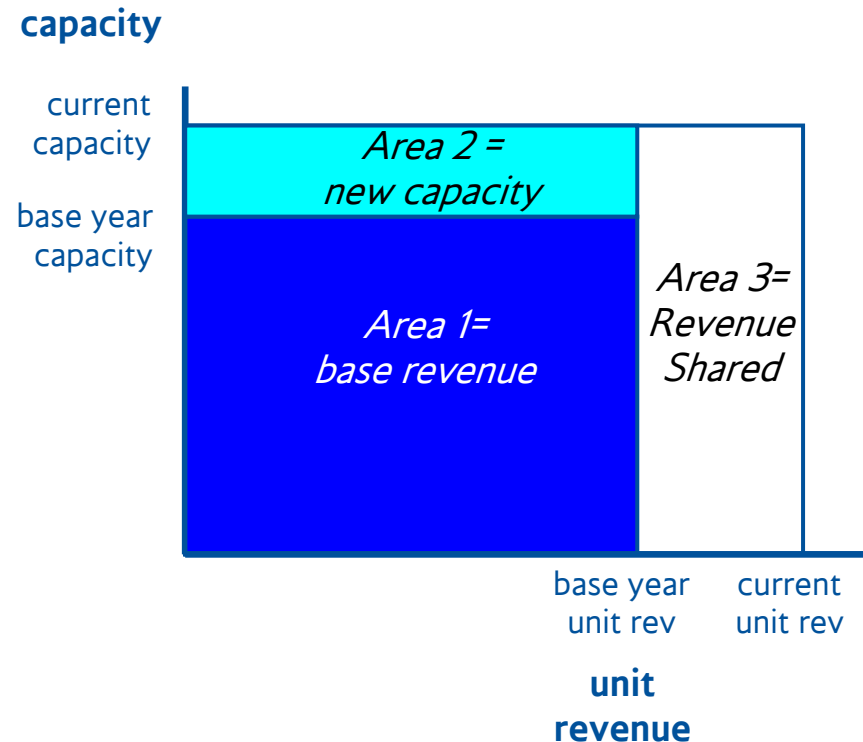 capacity
current
capacity
Area 2 =
new capacity
base year
capacity
Area 1=
base revenue
Area 3=
Revenue
Shared
base year
unit rev
current
unit rev
unit
revenue